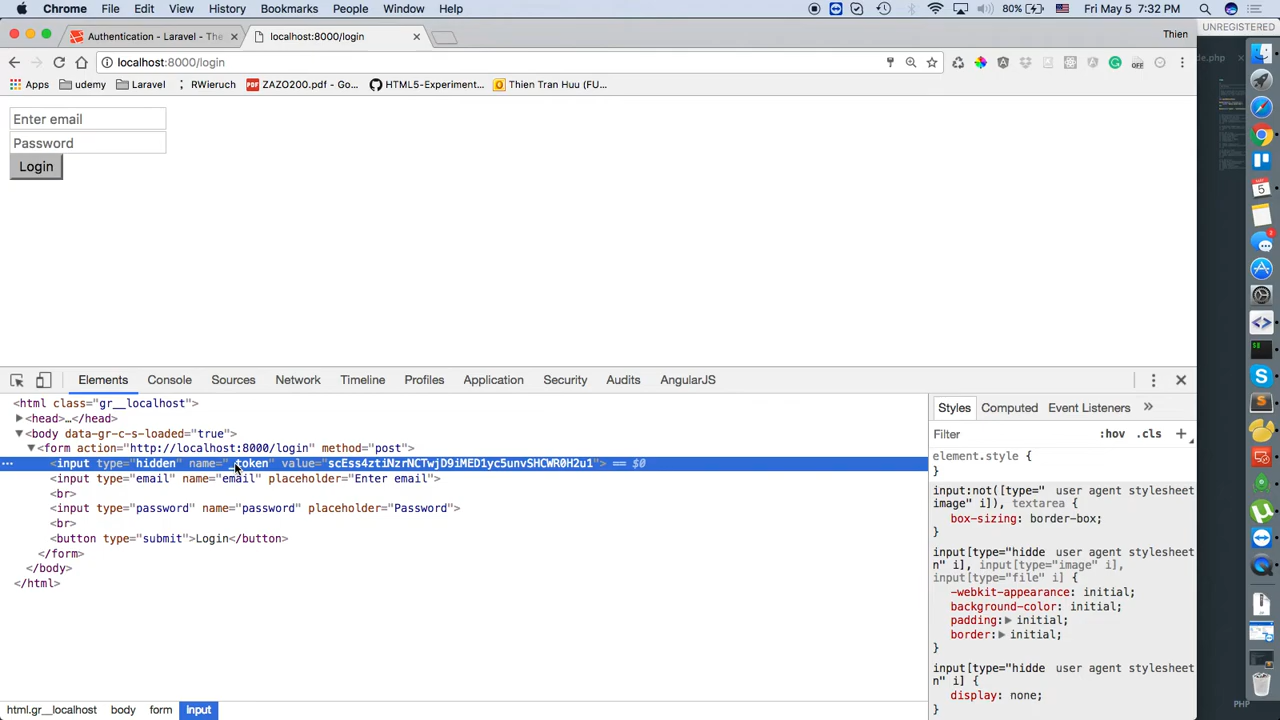 Chrome File Edit View History Bookmarks People Window Help 80% Fri May 5 7:32 PM
UNREGISTERED
Authentication - Laravel - The
localhost:8000/login
Thien
localhost:8000/login
Apps udemy Laravel RWieruch ZAZO200.pdf - Go... HTML5-Experiment... Thien Tran Huu (FU...
Enter email
Password
Login
Elements Console Sources Network Timeline Profiles Application Security Audits AngularJS
<html class="gr__localhost">
<head>…</head>
<body data-gr-c-s-loaded="true">
<form action="http://localhost:8000/login" method="post">
<input type="hidden" name="_token" value="scEss4ztiNzrNCTwjD9iMED1yc5unvSHCWR0H2u1"> == $0
<input type="email" name="email" placeholder="Enter email">
<br>
<input type="password" name="password" placeholder="Password">
<br>
<button type="submit">Login</button>
</form>
</body>
</html>
html.gr__localhost body form input
Styles Computed Event Listeners »
Filter :hov .cls +
element.style {
}
input:not([type=" user agent stylesheet
image" i]), textarea {
box-sizing: border-box;
}
input[type="hidde user agent stylesheet
n" i], input[type="image" i],
input[type="file" i] {
-webkit-appearance: initial;
background-color: initial;
padding: initial;
border: initial;
}
input[type="hidde user agent stylesheet
n" i] {
display: none;
}
PHP